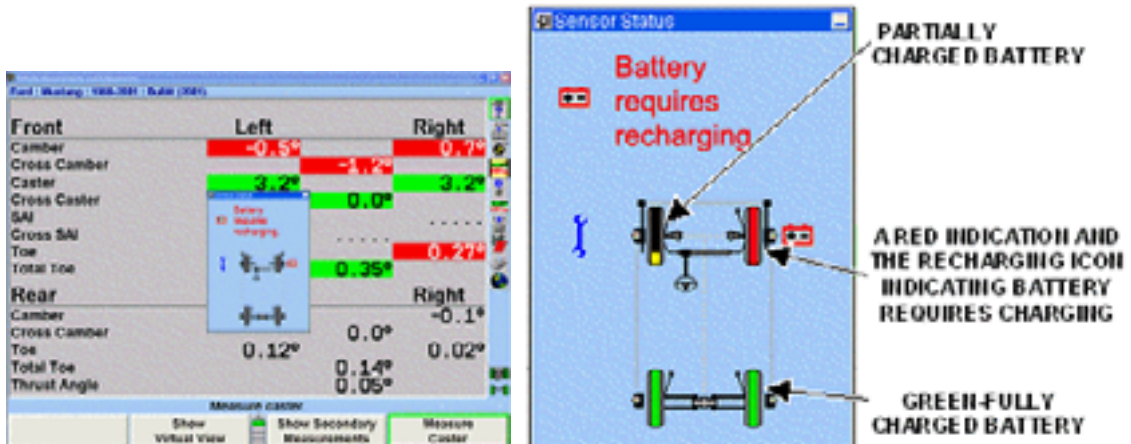 Ford : Mustang : 1999-2001 : Bullitt (2001)
Front Left Right
Camber -0.5° 0.7°
Cross Camber -1.2°
Caster 3.2° 3.2°
Cross Caster 0.0°
SAI - - - - -
Cross SAI - - - - -
Toe 0.27°
Total Toe 0.35°
Rear Right
Camber -0.1°
Cross Camber 0.0°
Toe 0.12° 0.02°
Total Toe 0.14°
Thrust Angle 0.05°
Battery
requires
recharging
Measure caster
Show
Virtual View
Show Secondary
Measurements
Measure
Caster
Sensor Status
Battery
requires
recharging
PARTIALLY
CHARGED BATTERY
A RED INDICATION AND
THE RECHARGING ICON
INDICATING BATTERY
REQUIRES CHARGING
GREEN-FULLY
CHARGED BATTERY